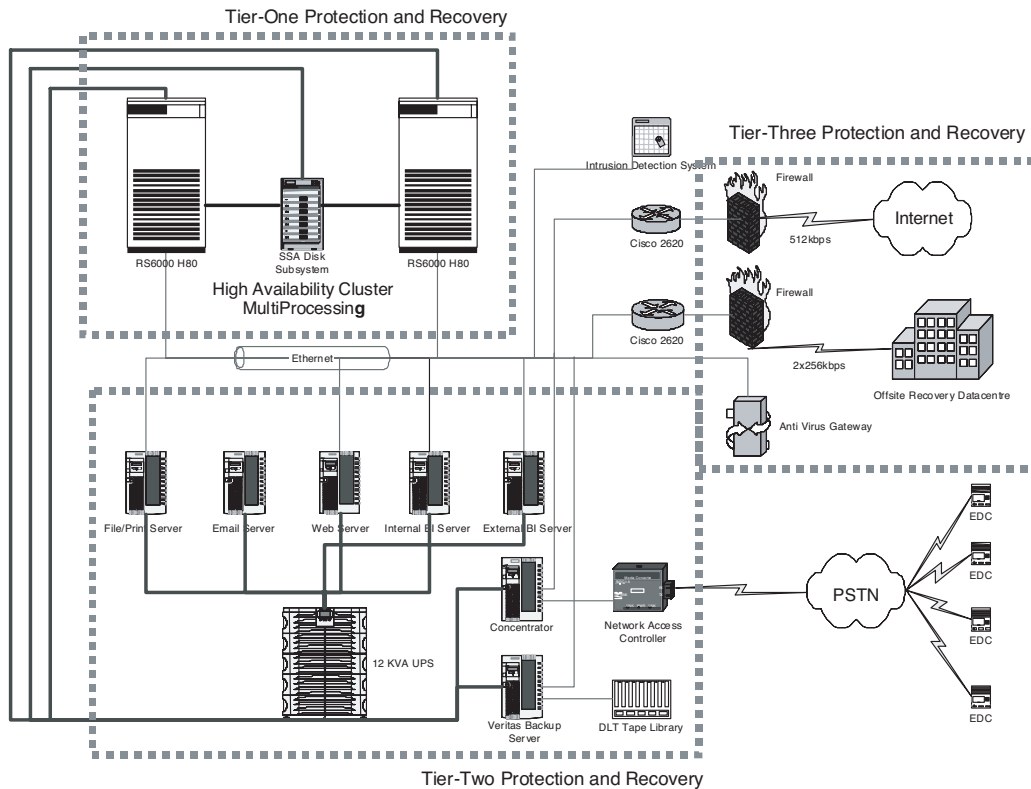 Tier-One Protection and Recovery
RS6000 H80
SSA Disk
Subsystem
RS6000 H80
High Availability Cluster
MultiProcessing
Intrusion Detection System
Tier-Three Protection and Recovery
Firewall
Cisco 2620
512kbps
Internet
Firewall
Cisco 2620
2x256kbps
Offsite Recovery Datacentre
Ethernet
Anti Virus Gateway
File/Print Server
Email Server
Web Server
Internal BI Server
External BI Server
EDC
EDC
EDC
EDC
PSTN
Concentrator
Network Access
Controller
12 KVA UPS
Veritas Backup
Server
DLT Tape Library
Tier-Two Protection and Recovery